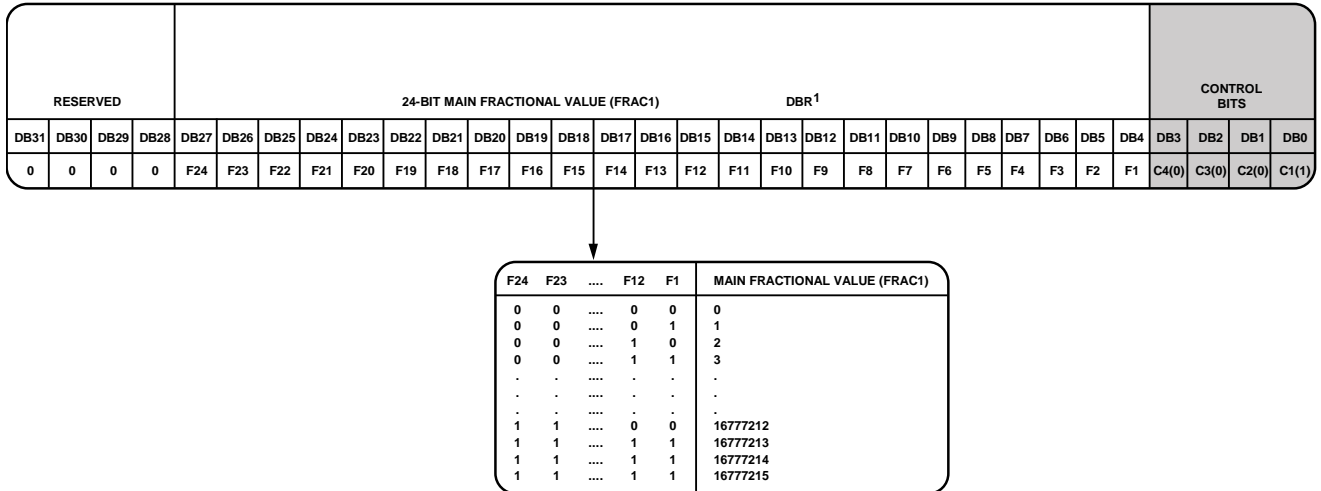 RESERVED 24-BIT MAIN FRACTIONAL VALUE (FRAC1) DBR1 CONTROL BITS
DB31 DB30 DB29 DB28 DB27 DB26 DB25 DB24 DB23 DB22 DB21 DB20 DB19 DB18 DB17 DB16 DB15 DB14 DB13 DB12 DB11 DB10 DB9 DB8 DB7 DB6 DB5 DB4 DB3 DB2 DB1 DB0
0 0 0 0 F24 F23 F22 F21 F20 F19 F18 F17 F16 F15 F14 F13 F12 F11 F10 F9 F8 F7 F6 F5 F4 F3 F2 F1 C4(0) C3(0) C2(0) C1(1)
F24 F23 .... F12 F1 MAIN FRACTIONAL VALUE (FRAC1)
0 0 .... 0 0 0
0 0 .... 0 1 1
0 0 .... 1 0 2
0 0 .... 1 1 3
. . .... . . .
. . .... . . .
. . .... . . .
1 1 .... 0 0 16777212
1 1 .... 1 1 16777213
1 1 .... 1 1 16777214
1 1 .... 1 1 16777215